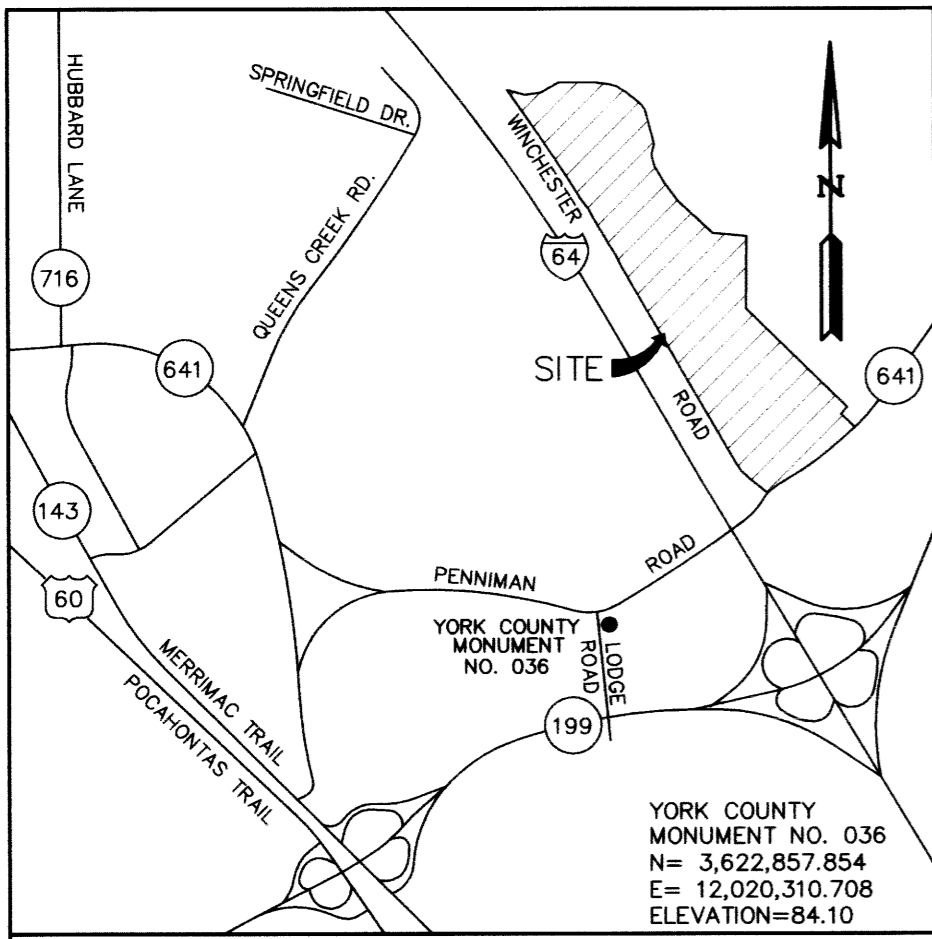 HUBBARD LANE
SPRINGFIELD DR.
QUEENS CREEK RD.
WINCHESTER
ROAD
64
N
716
641
SITE
641
143
60
PENNIMAN
ROAD
YORK COUNTY
MONUMENT
NO. 036
LODGE
ROAD
MERRIMAC TRAIL
POCAHONTAS TRAIL
199
YORK COUNTY
MONUMENT NO. 036
N= 3,622,857.854
E= 12,020,310.708
ELEVATION=84.10